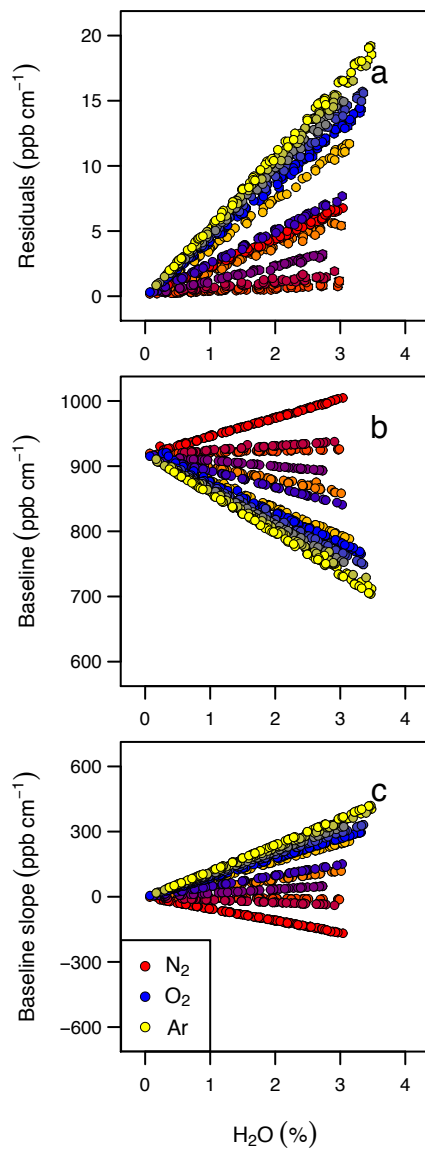 20
15
10
5
0
Residuals (ppb cm⁻¹)
a
0 1 2 3 4
1000
900
800
700
600
Baseline (ppb cm⁻¹)
b
0 1 2 3 4
600
300
0
−300
−600
Baseline slope (ppb cm⁻¹)
c
N₂
O₂
Ar
0 1 2 3 4
H₂O (%)